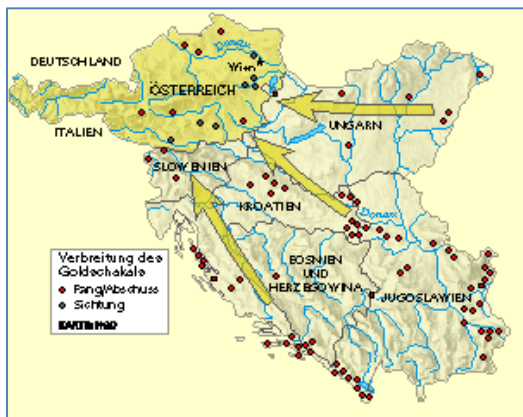 DEUTSCHLAND
Donau
Wien
ÖSTERREICH
ITALIEN
UNGARN
SLOWENIEN
KROATIEN
Donau
BOSNIEN
UND
HERZEGOWINA
JUGOSLAWIEN
Verbreitung des
Goldschakals
Fang/Abschuss
Sichtung